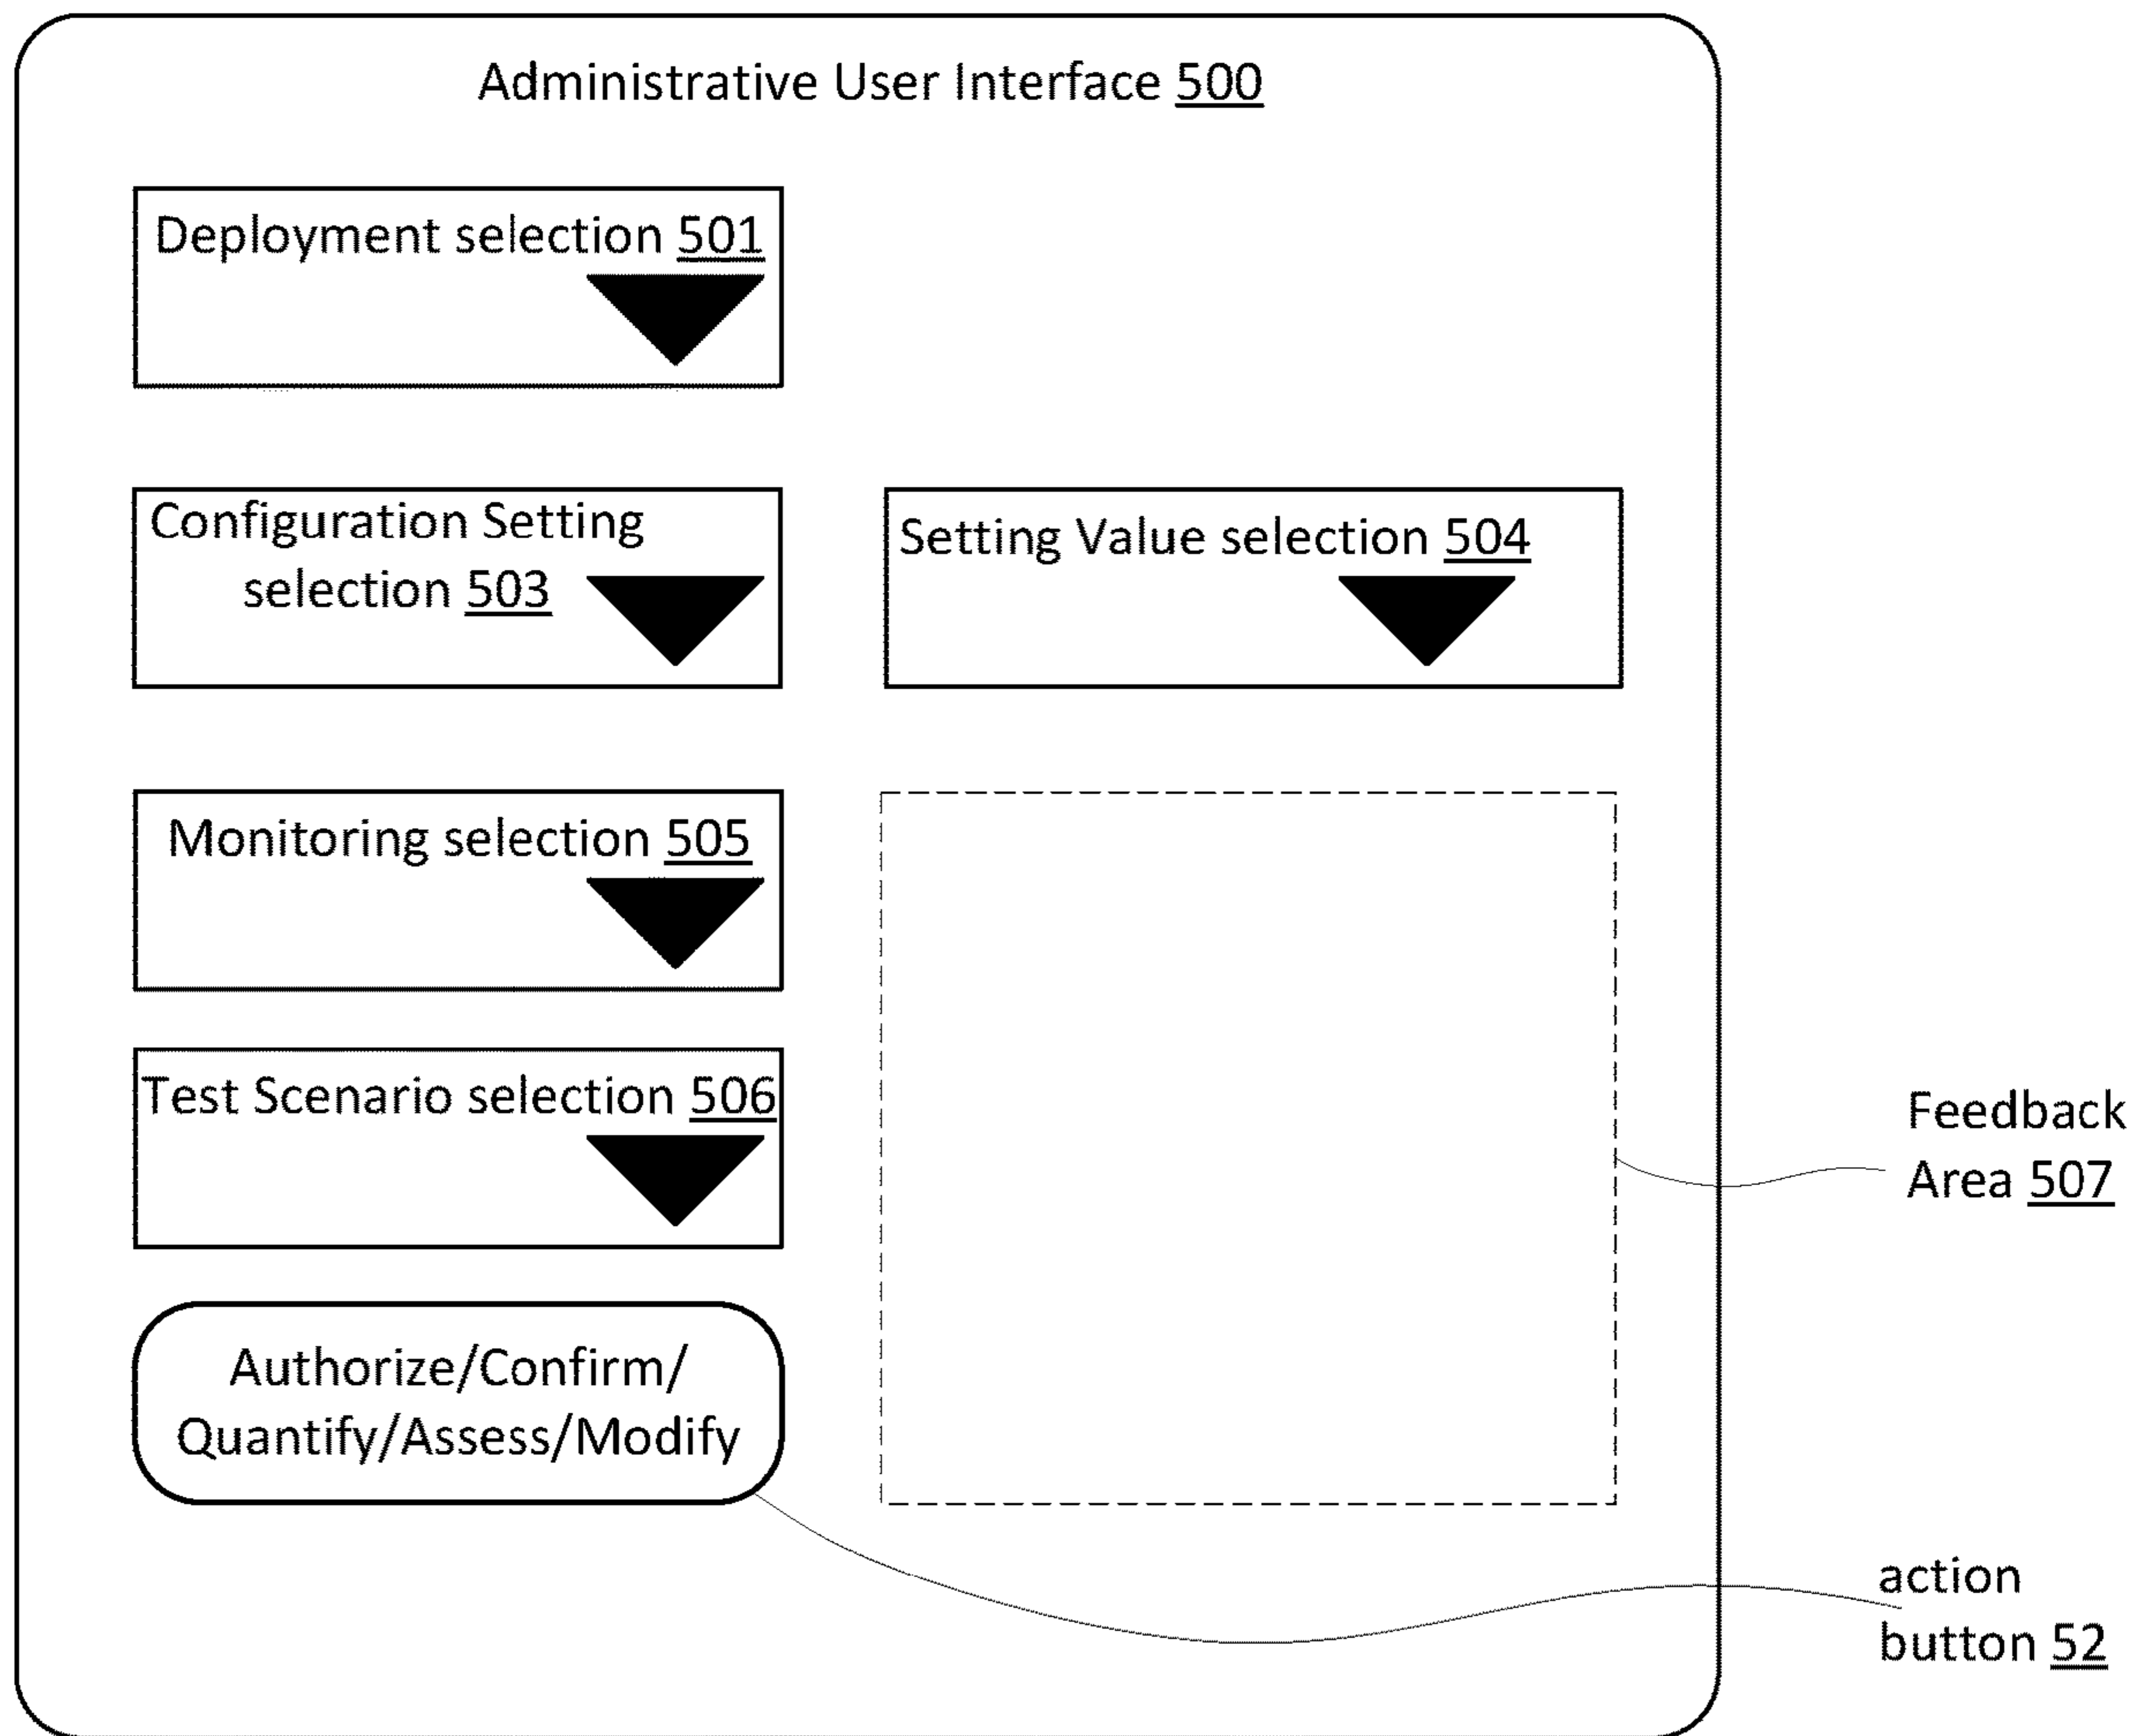 Administrative User Interface 500
Deployment selection 501
Configuration Setting
selection 503
Setting Value selection 504
Monitoring selection 505
Test Scenario selection 506
Feedback
Area 507
Authorize/Confirm/
Quantify/Assess/Modify
action
button 52